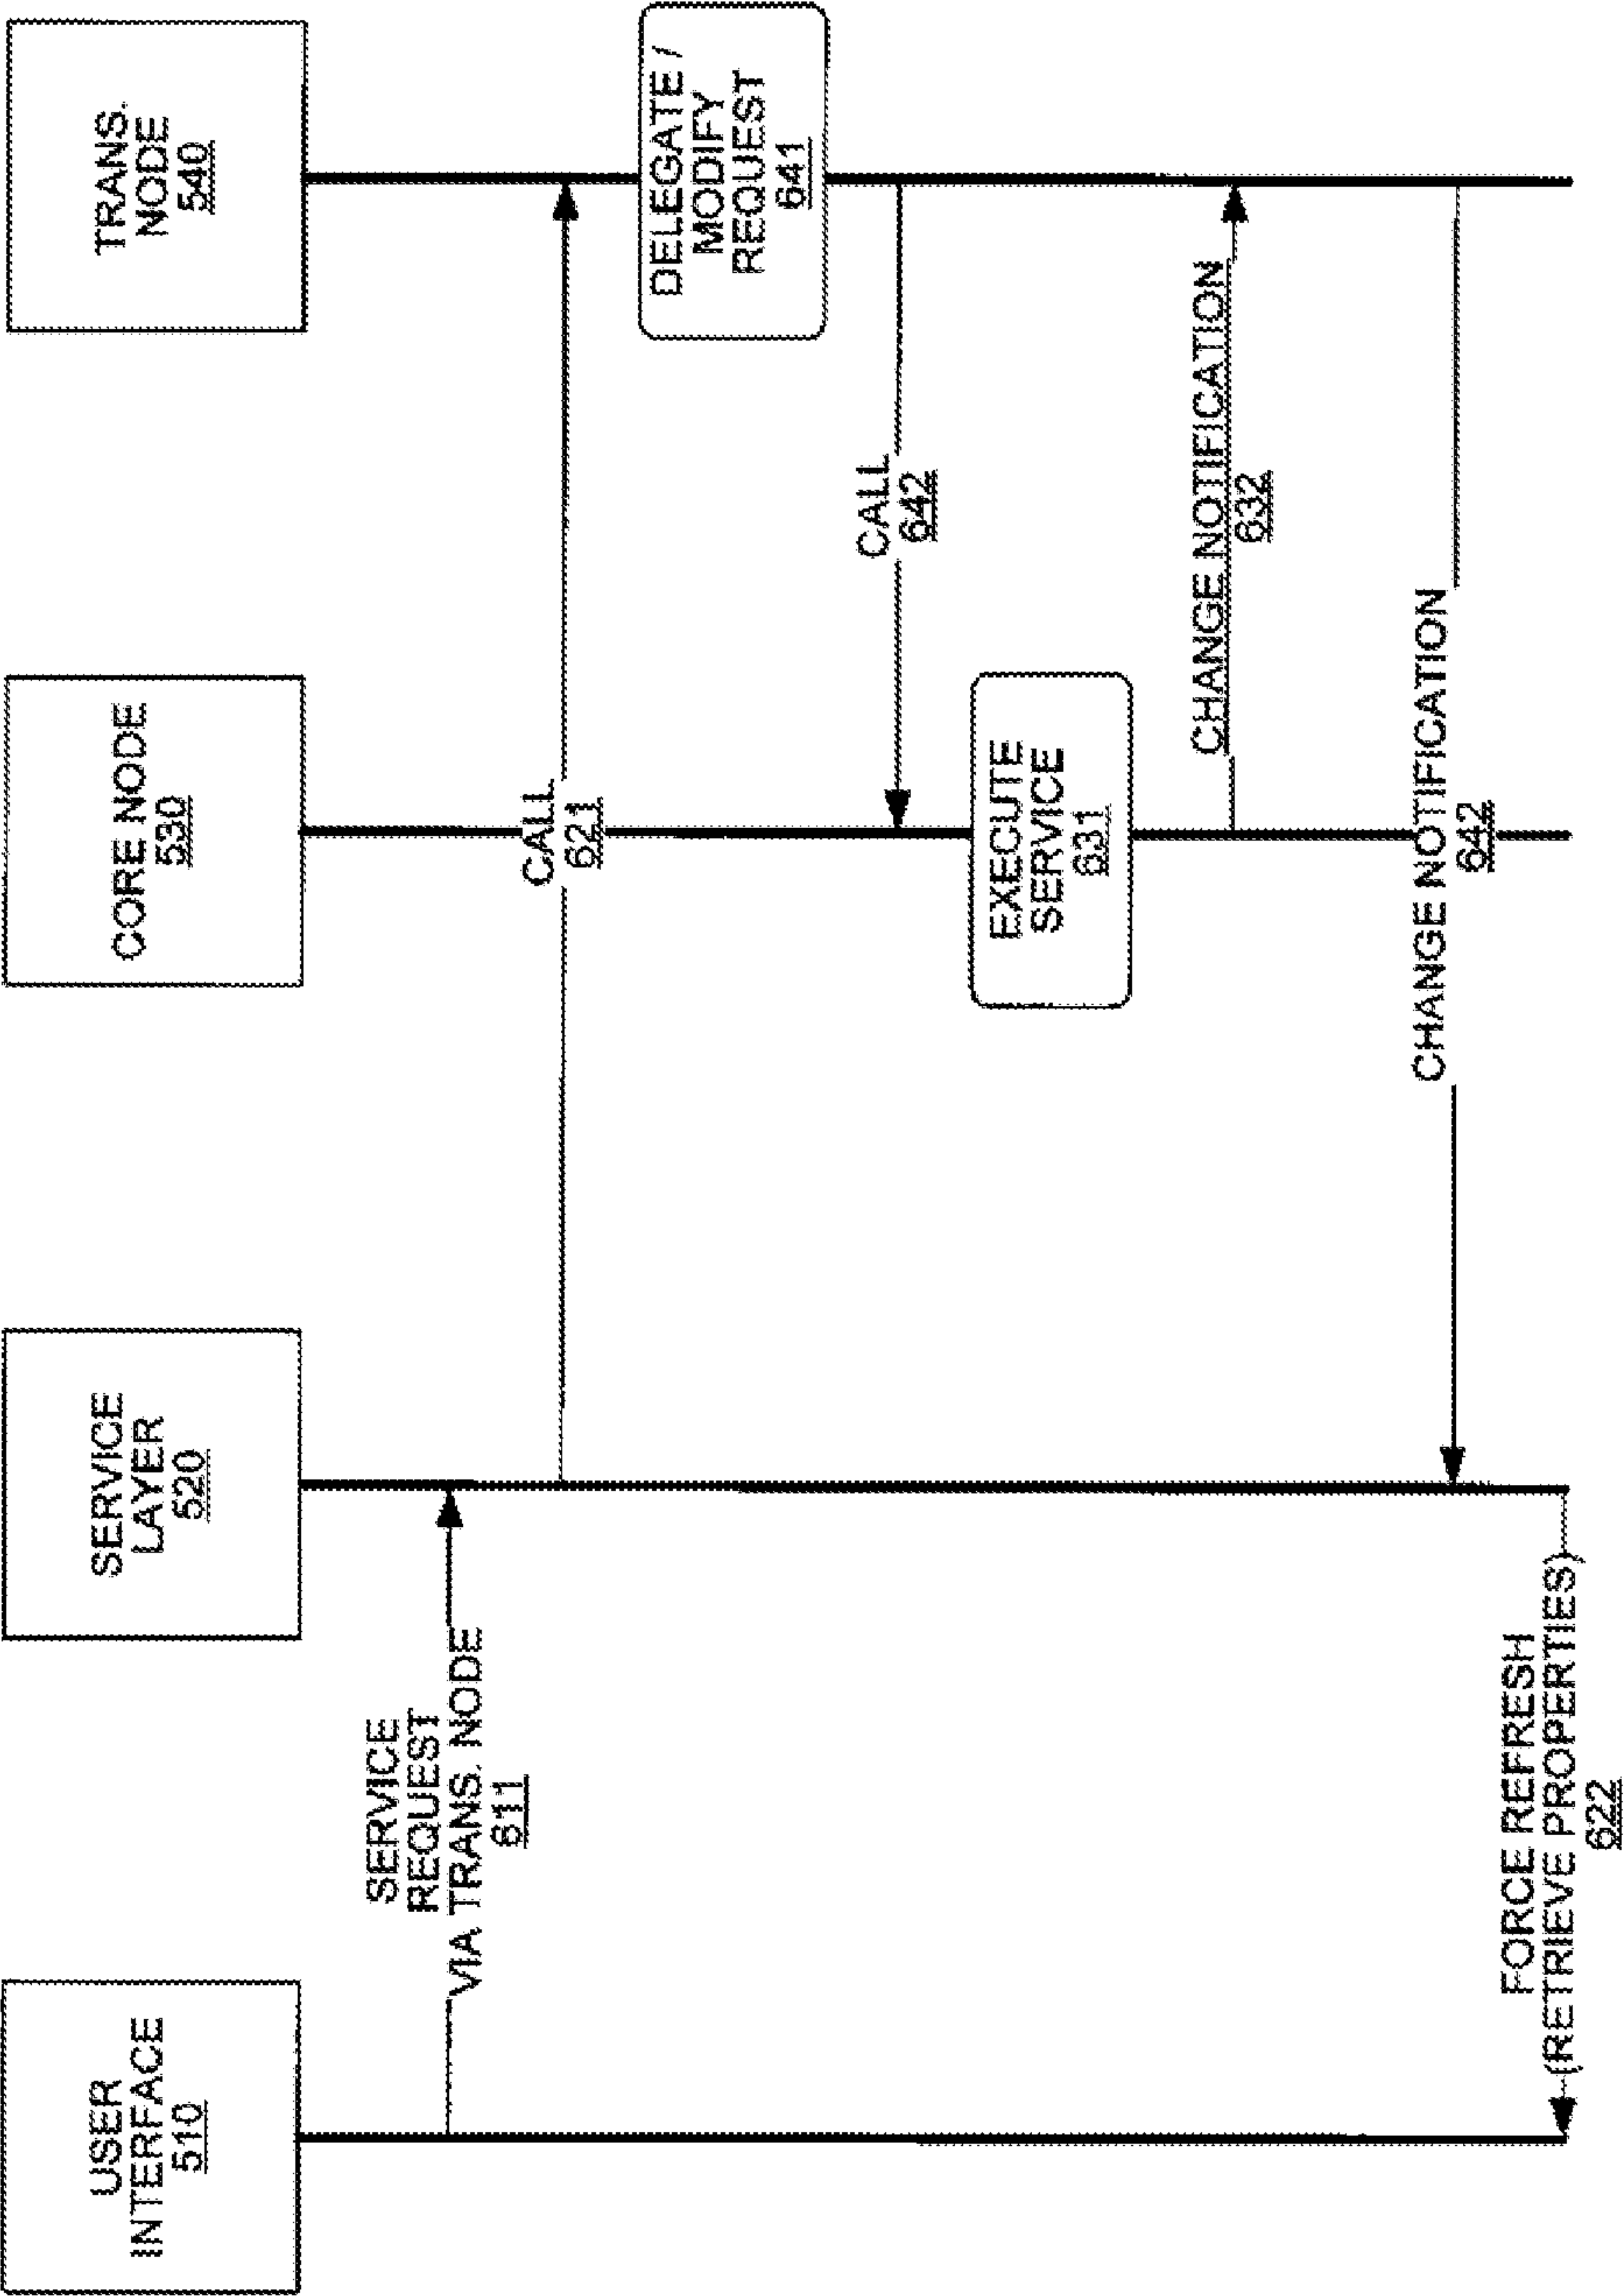 USER
INTERFACE
510
SERVICE
LAYER
520
CORE NODE
530
TRANS.
NODE
540
SERVICE
REQUEST
VIA TRANS. NODE
611
CALL
621
DELEGATE /
MODIFY
REQUEST
641
CALL
642
EXECUTE
SERVICE
631
CHANGE NOTIFICATION
632
CHANGE NOTIFICATION
642
FORCE REFRESH
(RETRIEVE PROPERTIES)
622